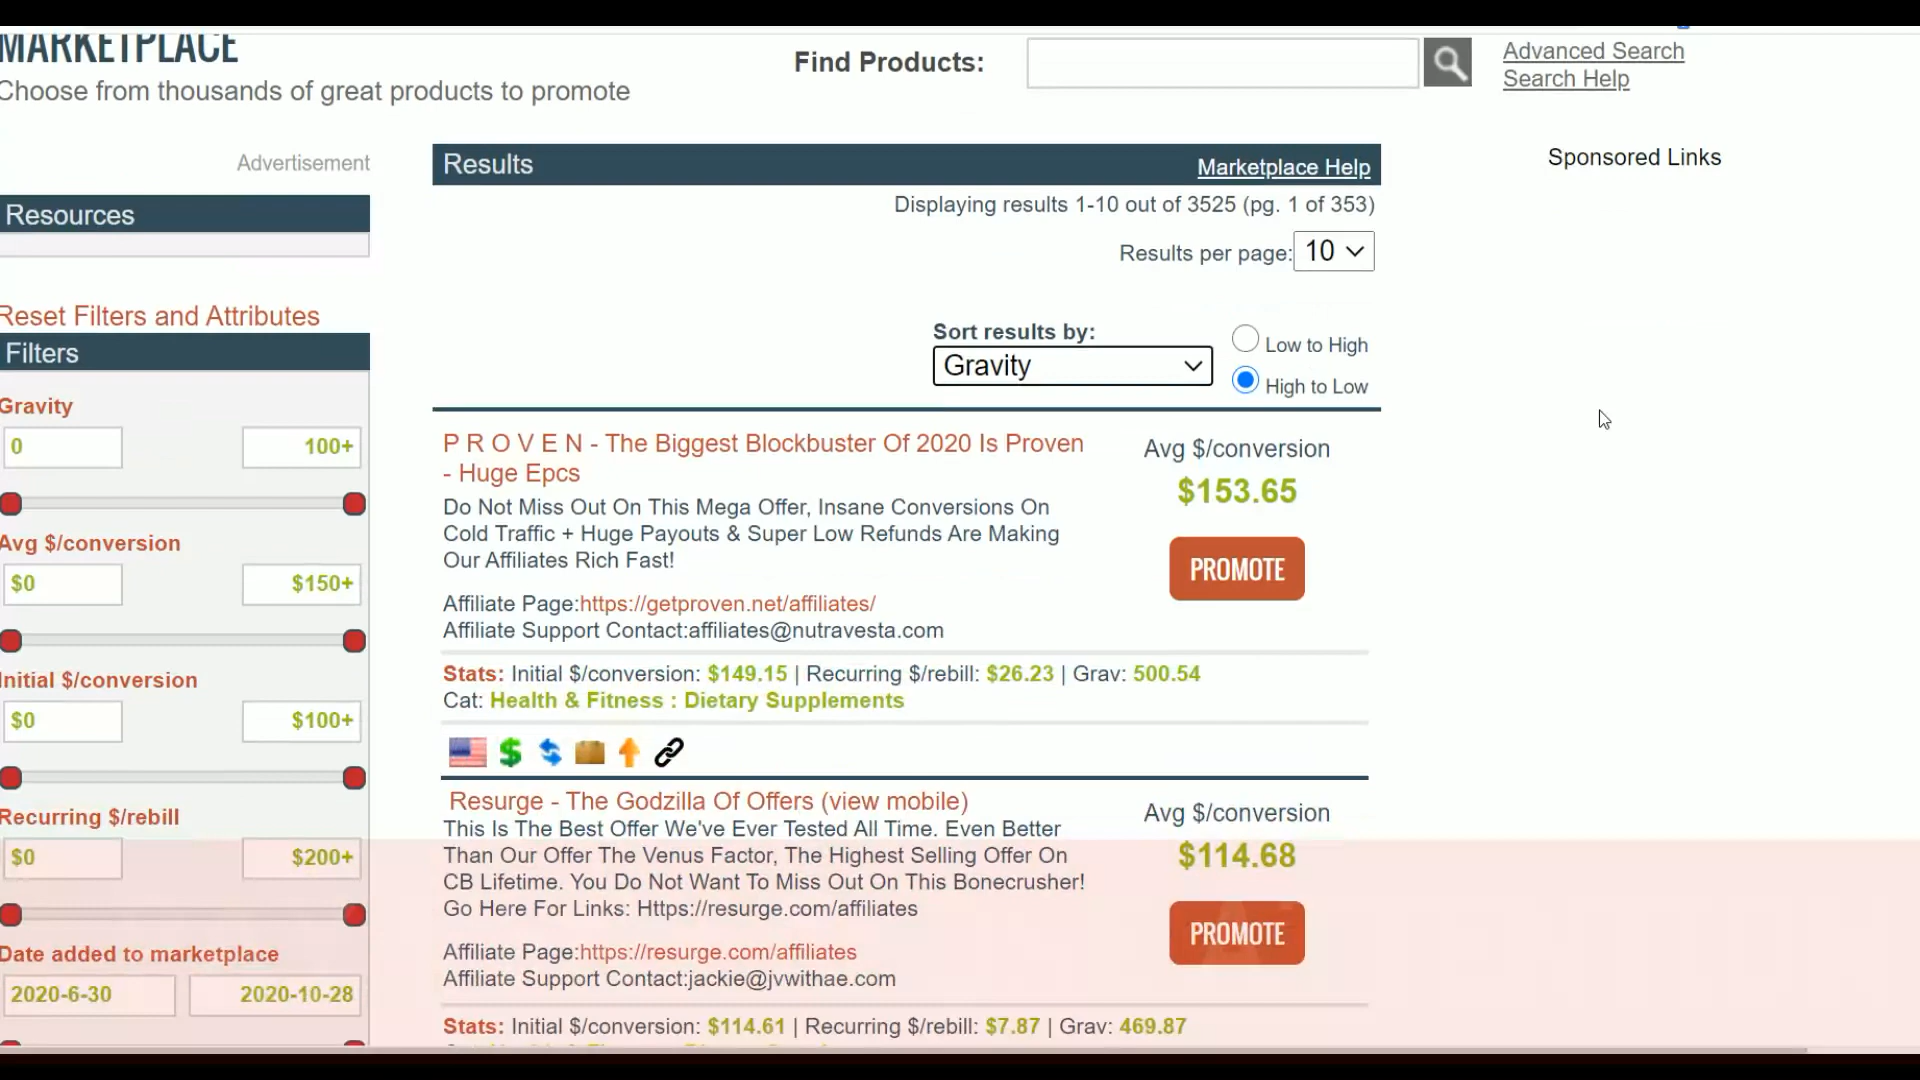 MARKETPLACE
Choose from thousands of great products to promote
Find Products:
Advanced Search
Search Help
Advertisement
Resources
Reset Filters and Attributes
Filters
Gravity
0
100+
Avg $/conversion
$0
$150+
Initial $/conversion
$0
$100+
Recurring $/rebill
$0
$200+
Date added to marketplace
2020-6-30
2020-10-28
Results
Marketplace Help
Displaying results 1-10 out of 3525 (pg. 1 of 353)
Results per page: 10
Sort results by:
Gravity
Low to High
High to Low
P R O V E N - The Biggest Blockbuster Of 2020 Is Proven
- Huge Epcs
Do Not Miss Out On This Mega Offer, Insane Conversions On
Cold Traffic + Huge Payouts & Super Low Refunds Are Making
Our Affiliates Rich Fast!
Affiliate Page:https://getproven.net/affiliates/
Affiliate Support Contact:affiliates@nutravesta.com
Avg $/conversion
$153.65
PROMOTE
Stats: Initial $/conversion: $149.15 | Recurring $/rebill: $26.23 | Grav: 500.54
Cat: Health & Fitness : Dietary Supplements
Resurge - The Godzilla Of Offers (view mobile)
This Is The Best Offer We've Ever Tested All Time. Even Better
Than Our Offer The Venus Factor, The Highest Selling Offer On
CB Lifetime. You Do Not Want To Miss Out On This Bonecrusher!
Go Here For Links: Https://resurge.com/affiliates
Affiliate Page:https://resurge.com/affiliates
Affiliate Support Contact:jackie@jvwithae.com
Avg $/conversion
$114.68
PROMOTE
Stats: Initial $/conversion: $114.61 | Recurring $/rebill: $7.87 | Grav: 469.87
Sponsored Links